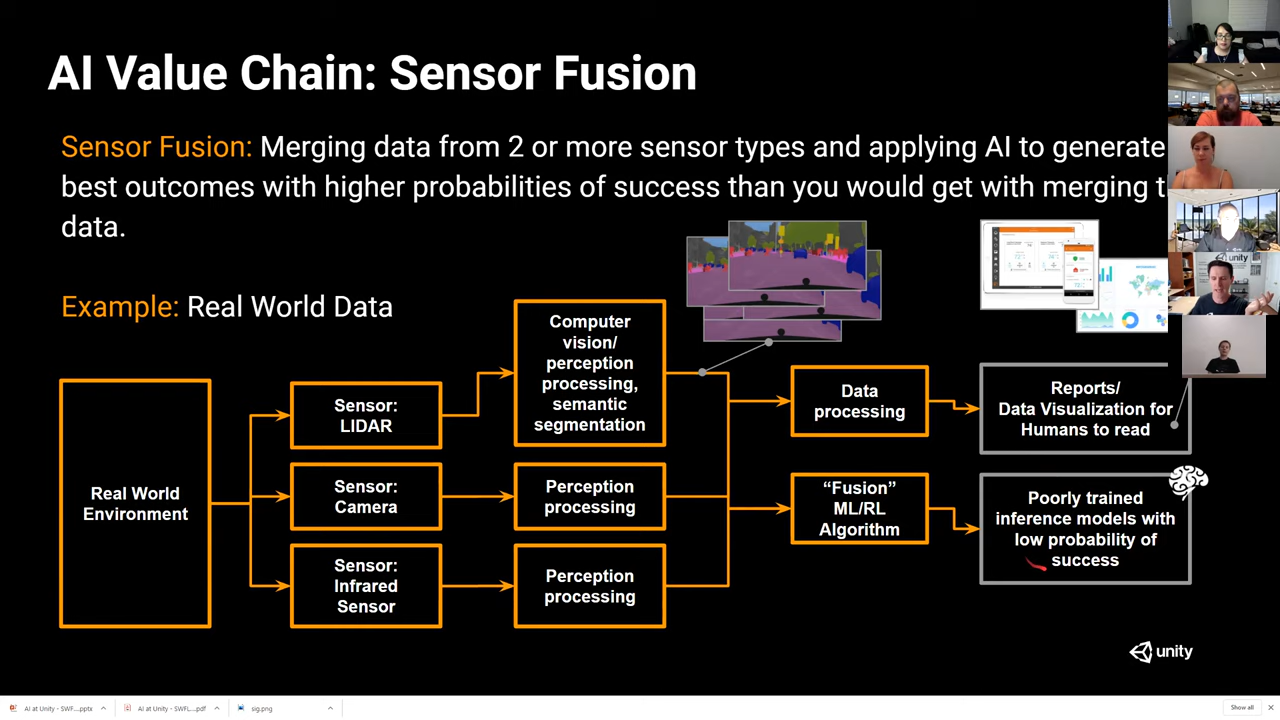 AI Value Chain: Sensor Fusion
Sensor Fusion: Merging data from 2 or more sensor types and applying AI to generate
best outcomes with higher probabilities of success than you would get with merging t
data.
Example: Real World Data
Real World
Environment
Sensor:
LIDAR
Sensor:
Camera
Sensor:
Infrared
Sensor
Computer
vision/
perception
processing,
semantic
segmentation
Perception
processing
Perception
processing
Data
processing
“Fusion”
ML/RL
Algorithm
Reports/
Data Visualization for
Humans to read
Poorly trained
inference models with
low probability of
success
unity
unity
AI at Unity - SWF....pptx
AI at Unity - SWFL....pdf
sig.png
Show all